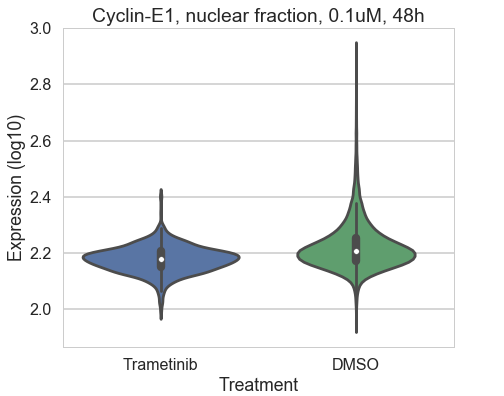 Cyclin-E1, nuclear fraction, 0.1uM, 48h
Expression (log10)
3.0
2.8
2.6
2.4
2.2
2.0
Trametinib
DMSO
Treatment